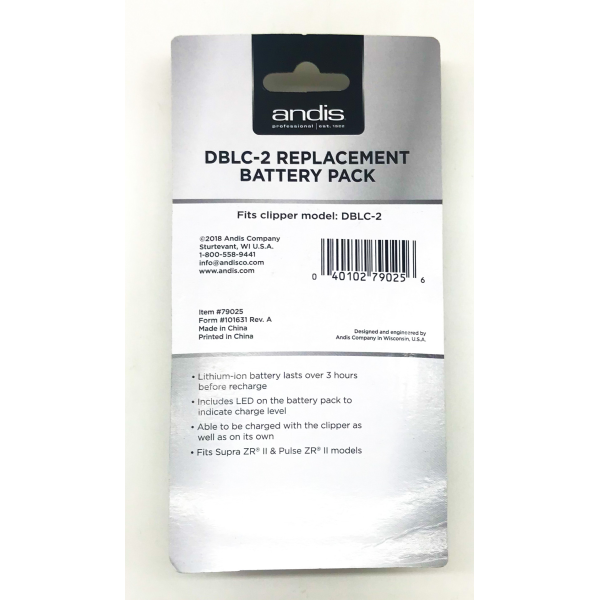 andis
professional | est. 1922
DBLC-2 REPLACEMENT
BATTERY PACK
Fits clipper model: DBLC-2
©2018 Andis Company
Sturtevant, WI U.S.A.
1-800-558-9441
info@andisco.com
www.andis.com
0 40102 79025 6
Item #79025
Form #101631 Rev. A
Made in China
Printed in China
Designed and engineered by
Andis Company in Wisconsin, U.S.A.
• Lithium-ion battery lasts over 3 hours
before recharge
• Includes LED on the battery pack to
indicate charge level
• Able to be charged with the clipper as
well as on its own
• Fits Supra ZR® II & Pulse ZR® II models